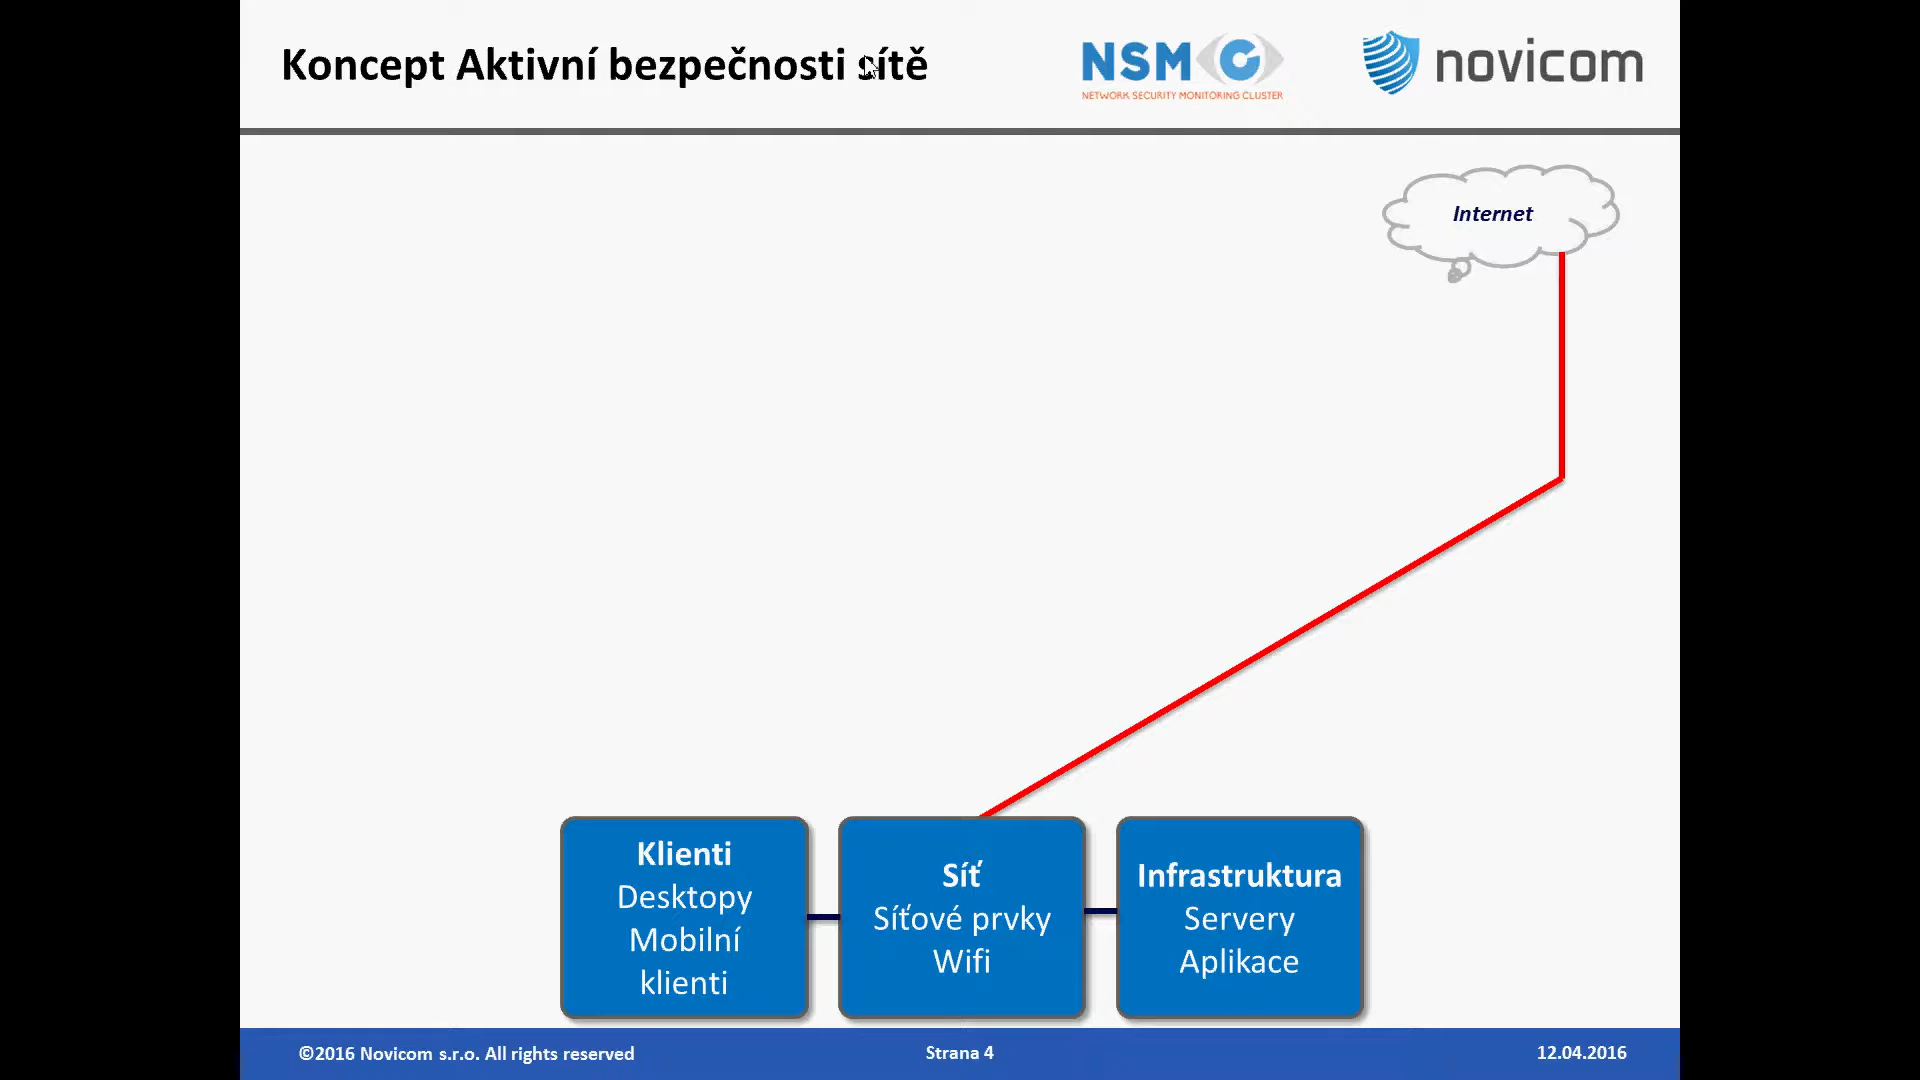 Koncept Aktivní bezpečnosti sítě
NSM
NETWORK SECURITY MONITORING CLUSTER
novicom
Internet
Klienti
Desktopy
Mobilní
klienti
Síť
Síťové prvky
Wifi
Infrastruktura
Servery
Aplikace
©2016 Novicom s.r.o. All rights reserved
Strana 4
12.04.2016